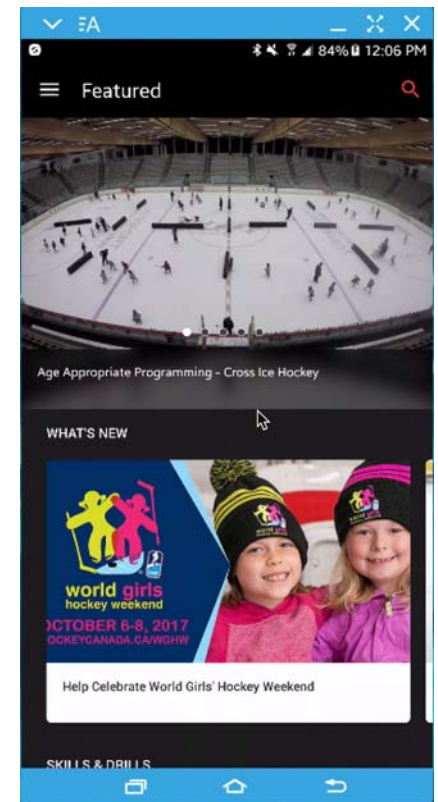 84% 12:06 PM
Featured
Age Appropriate Programming - Cross Ice Hockey
WHAT'S NEW
world girls
hockey weekend
OCTOBER 6-8, 2017
HOCKEYCANADA.CA/WGHW
Help Celebrate World Girls' Hockey Weekend
SKILLS & DRILLS